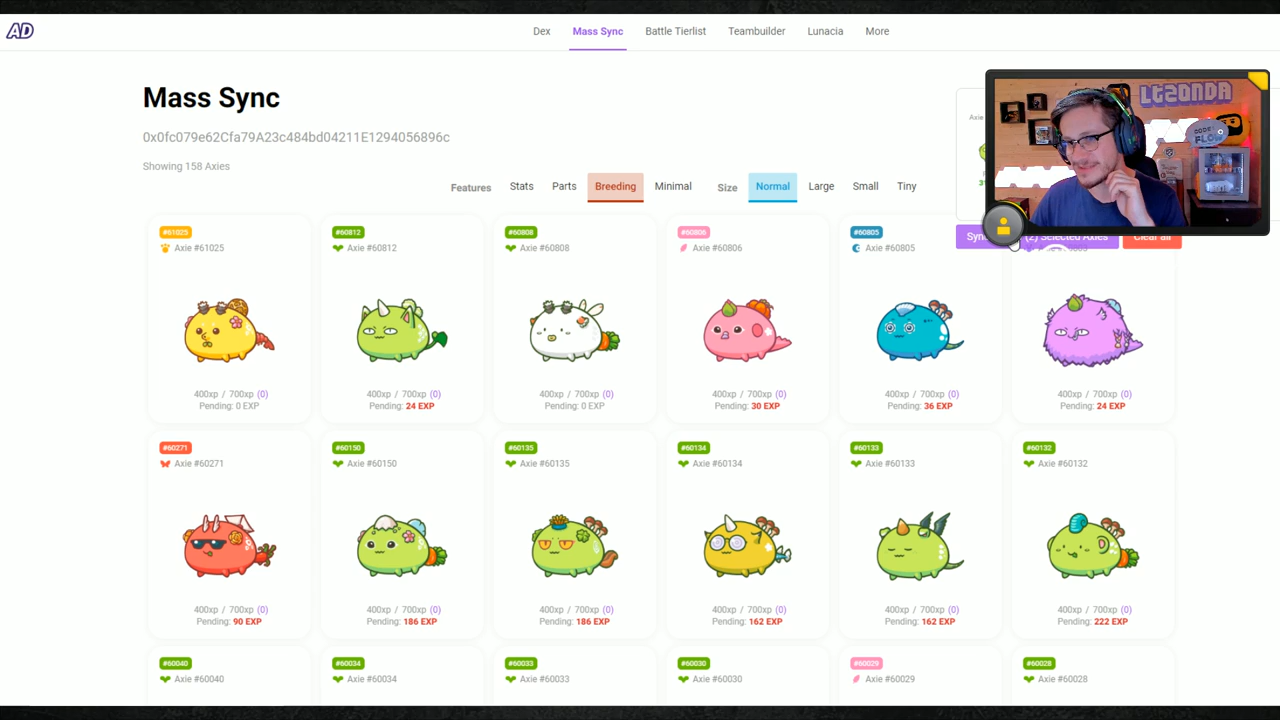 AD
Dex
Mass Sync
Battle Tierlist
Teambuilder
Lunacia
More
Mass Sync
0x0fc079e62Cfa79A23c484bd04211E1294056896c
Showing 158 Axies
Features
Stats
Parts
Breeding
Minimal
Size
Normal
Large
Small
Tiny
Axie
LTZONDA
CODE:
FLOW
(2) Selected Axies
Clear all
#61025
Axie #61025
400xp / 700xp (0)
Pending: 0 EXP
#60812
Axie #60812
400xp / 700xp (0)
Pending: 24 EXP
#60808
Axie #60808
400xp / 700xp (0)
Pending: 0 EXP
#60806
Axie #60806
400xp / 700xp (0)
Pending: 30 EXP
#60805
Axie #60805
400xp / 700xp (0)
Pending: 36 EXP
400xp / 700xp (0)
Pending: 24 EXP
#60271
Axie #60271
400xp / 700xp (0)
Pending: 90 EXP
#60150
Axie #60150
400xp / 700xp (0)
Pending: 186 EXP
#60135
Axie #60135
400xp / 700xp (0)
Pending: 186 EXP
#60134
Axie #60134
400xp / 700xp (0)
Pending: 162 EXP
#60133
Axie #60133
400xp / 700xp (0)
Pending: 162 EXP
#60132
Axie #60132
400xp / 700xp (0)
Pending: 222 EXP
#60040
Axie #60040
#60034
Axie #60034
#60033
Axie #60033
#60030
Axie #60030
#60029
Axie #60029
#60028
Axie #60028